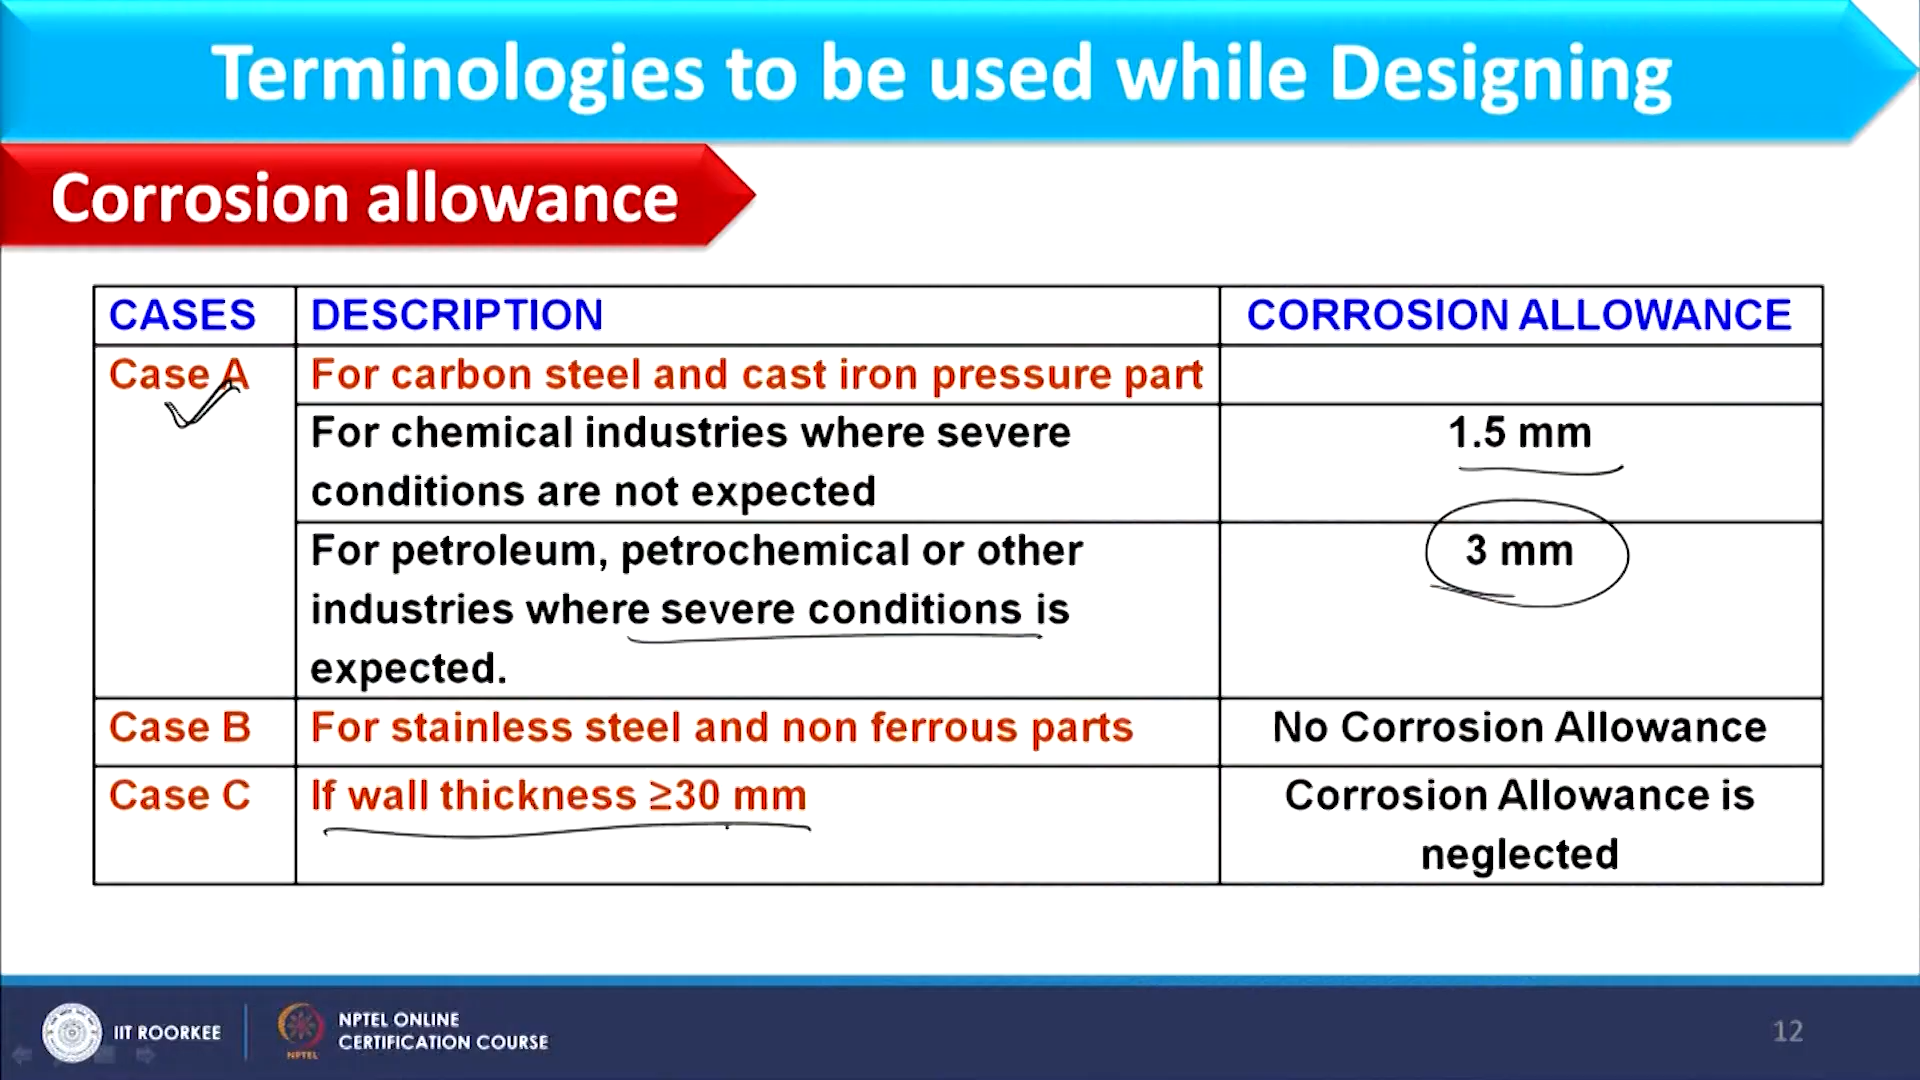 Terminologies to be used while Designing
Corrosion allowance
CASES DESCRIPTION CORROSION ALLOWANCE
Case A For carbon steel and cast iron pressure part
For chemical industries where severe 1.5 mm
conditions are not expected
For petroleum, petrochemical or other 3 mm
industries where severe conditions is
expected.
Case B For stainless steel and non ferrous parts No Corrosion Allowance
Case C If wall thickness ≥30 mm Corrosion Allowance is
neglected
IIT ROORKEE
NPTEL
NPTEL ONLINE
CERTIFICATION COURSE
12